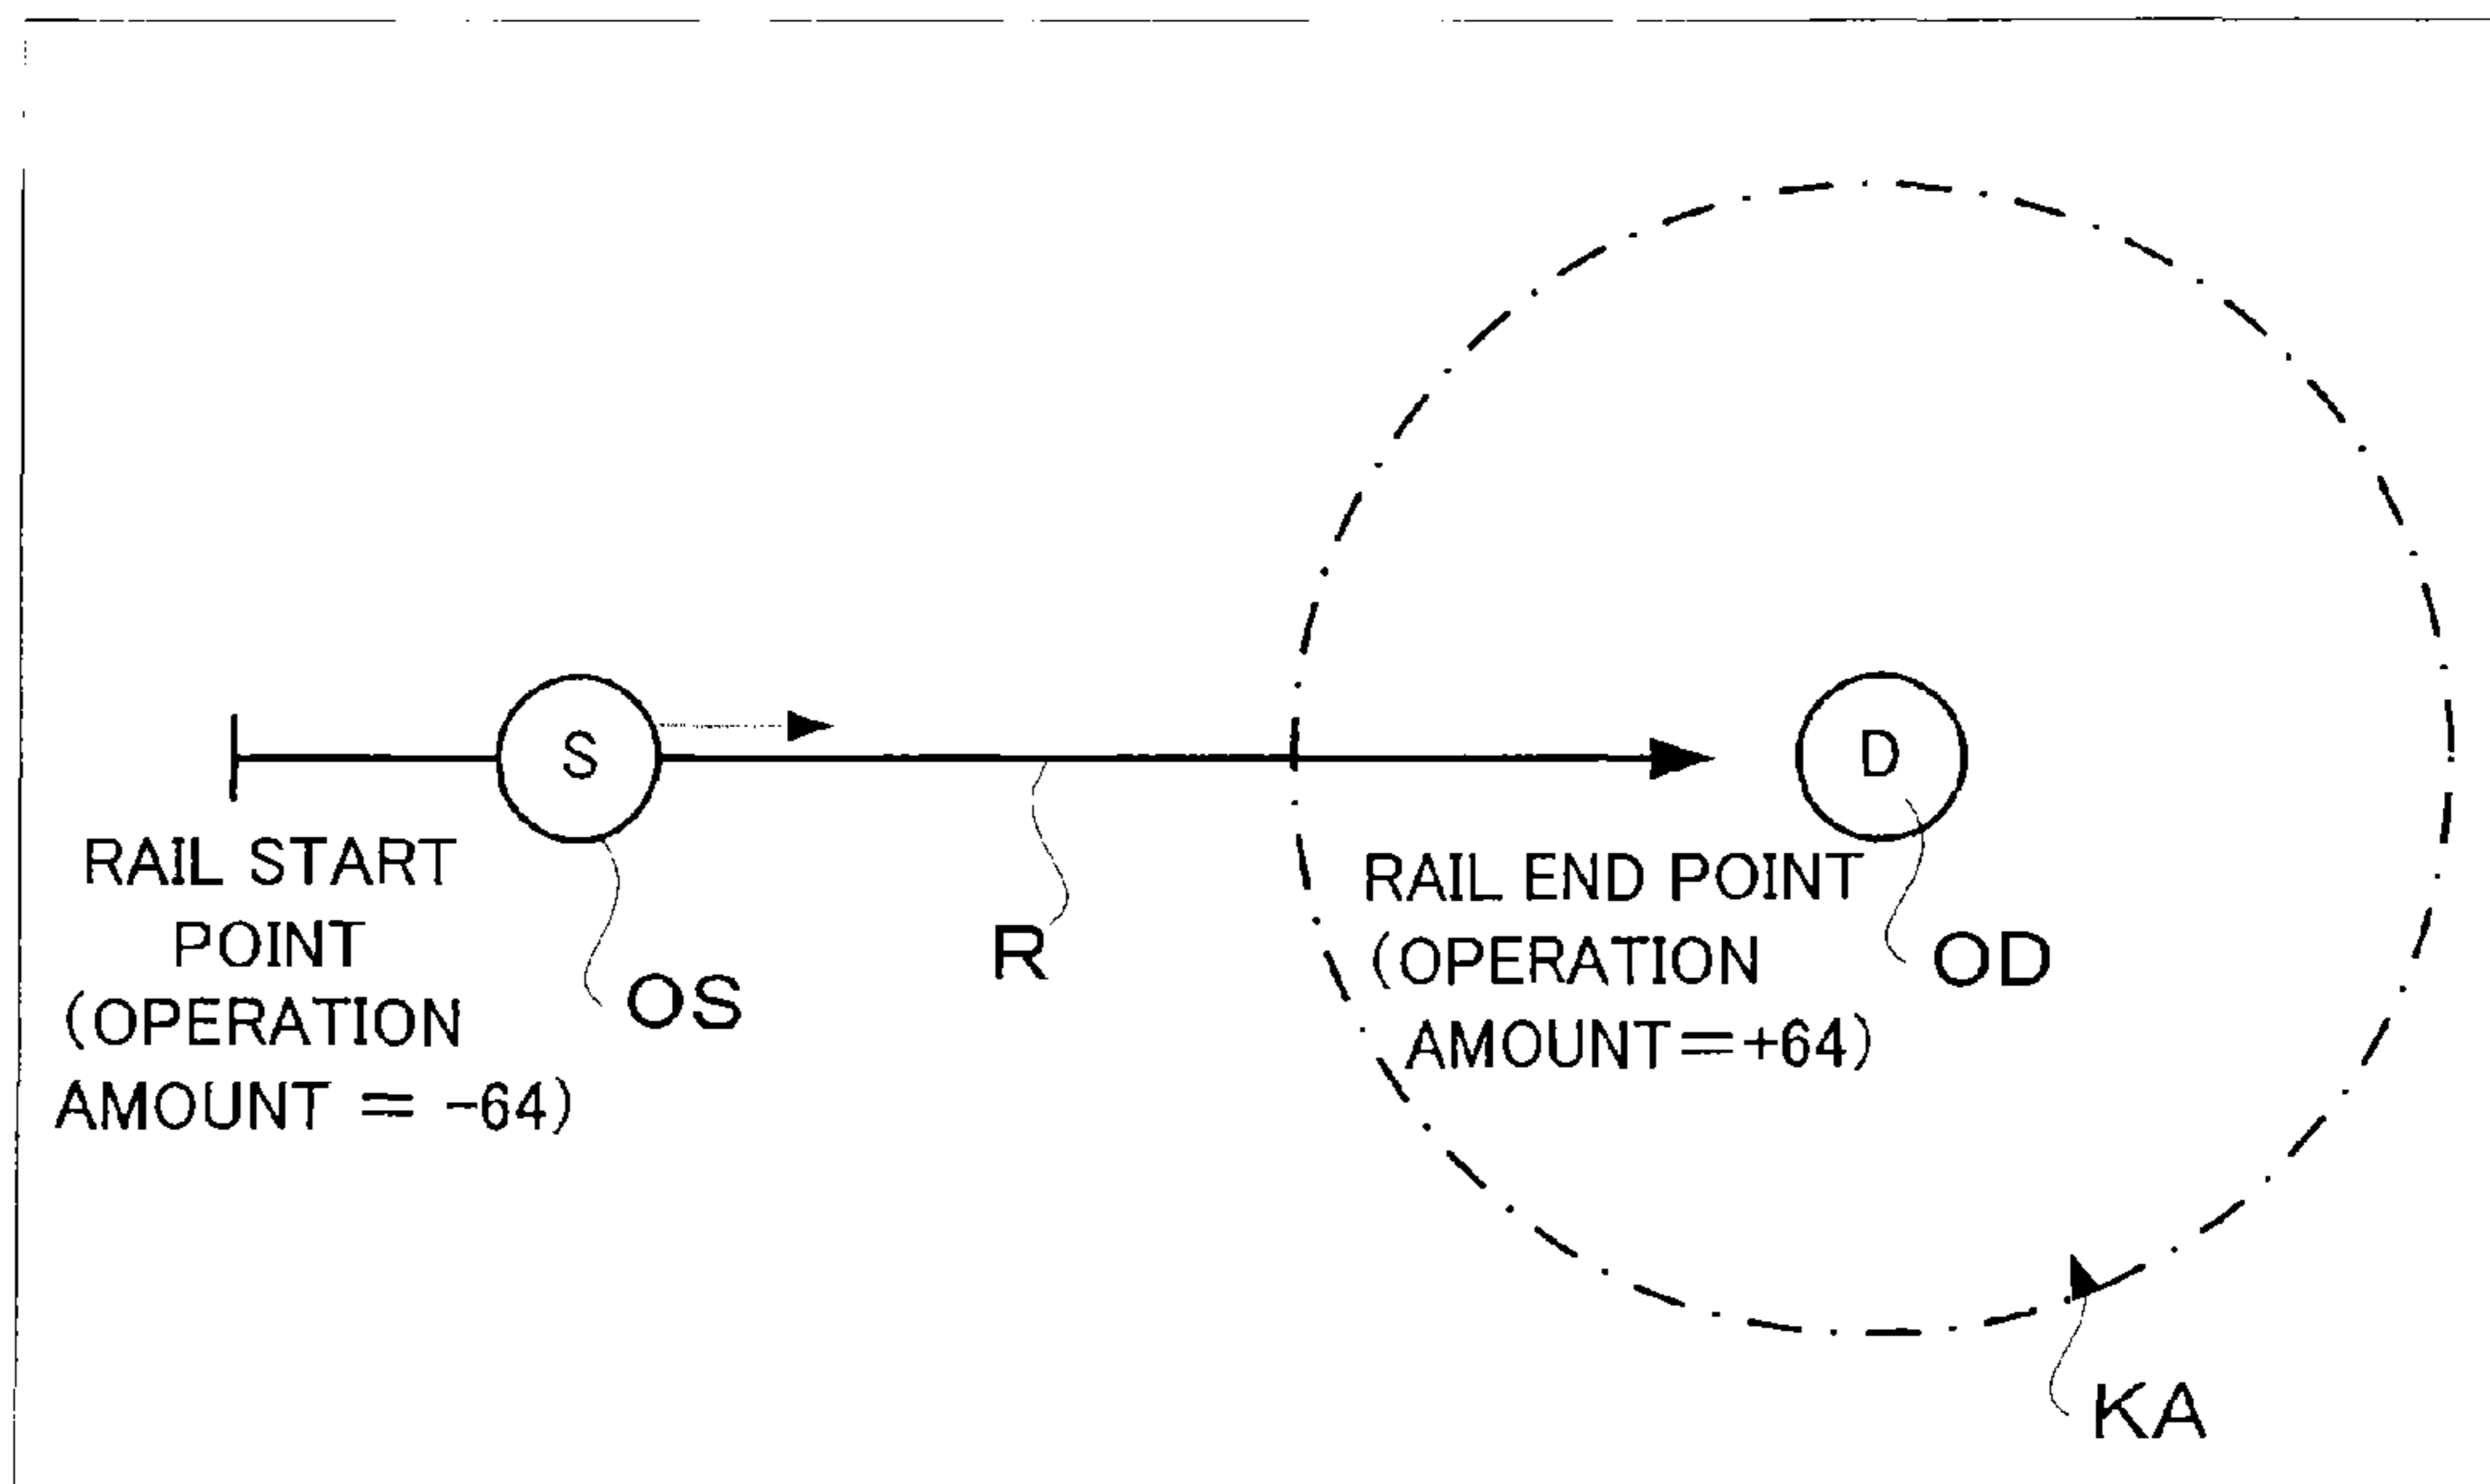 S
D
RAIL START
POINT
(OPERATION
AMOUNT = -64)
OS
R
RAIL END POINT
(OPERATION
AMOUNT=+64)
OD
KA